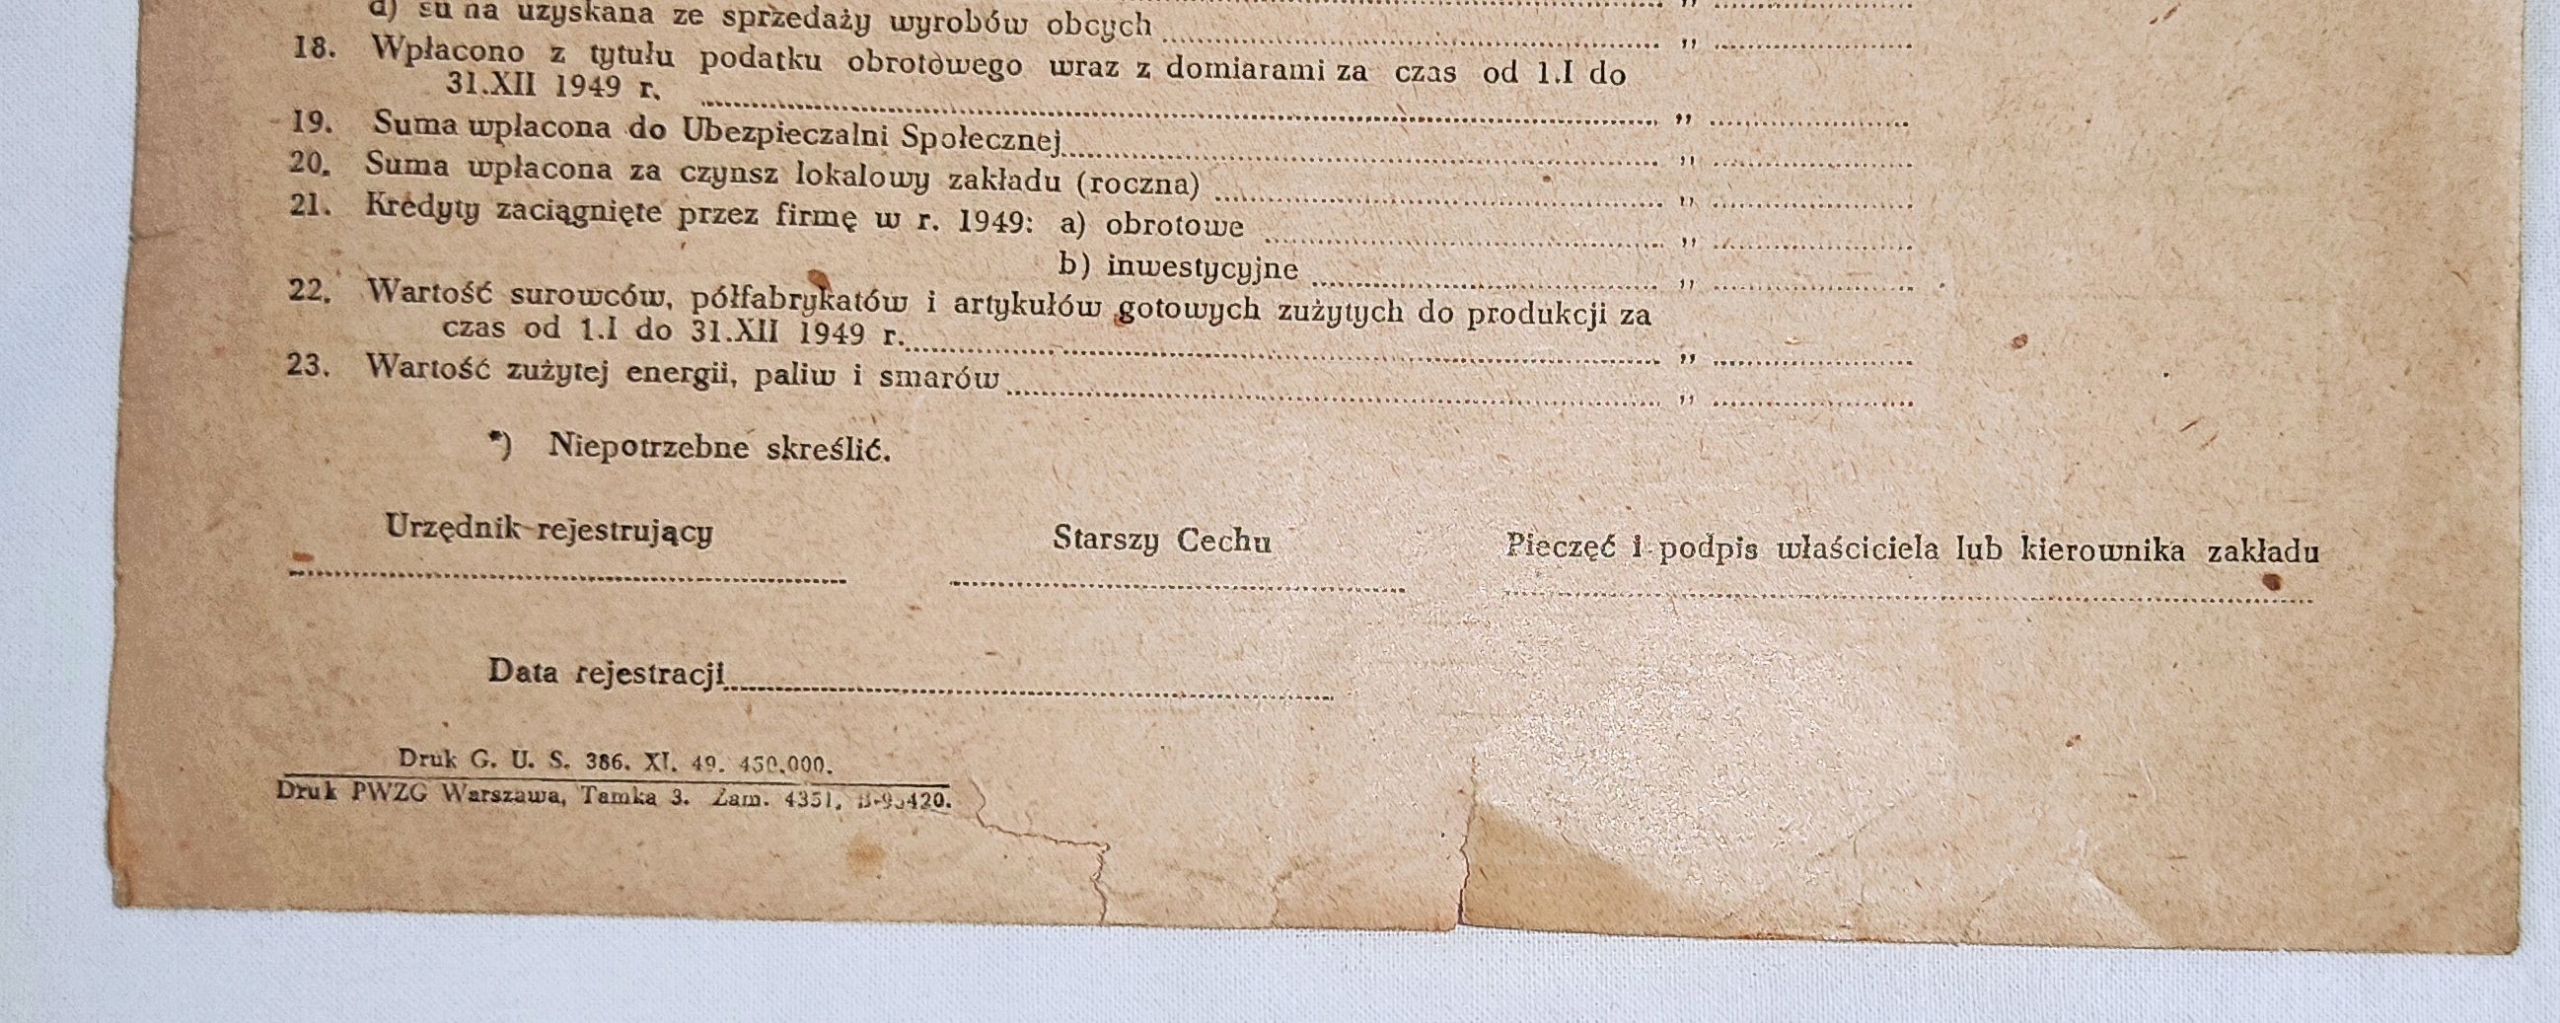 d) suma uzyskana ze sprzedaży wyrobów obcych ........ „ ........
18. Wpłacono z tytułu podatku obrotowego wraz z domiarami za czas od 1.I do
31.XII 1949 r. ........ „ ........
19. Suma wpłacona do Ubezpieczalni Społecznej ........ „ ........
20. Suma wpłacona za czynsz lokalowy zakładu (roczna) ........ „ ........
21. Kredyty zaciągnięte przez firmę w r. 1949: a) obrotowe ........ „ ........
b) inwestycyjne ........ „ ........
22. Wartość surowców, półfabrykatów i artykułów gotowych zużytych do produkcji za
czas od 1.I do 31.XII 1949 r. ........ „ ........
23. Wartość zużytej energii, paliw i smarów ........ „ ........
*) Niepotrzebne skreślić.
Urzędnik rejestrujący
Starszy Cechu
Pieczęć i podpis właściciela lub kierownika zakładu
Data rejestracji ........
Druk G. U. S. 386. XI. 49. 450.000.
Druk PWZG Warszawa, Tamka 3. Zam. 4351.